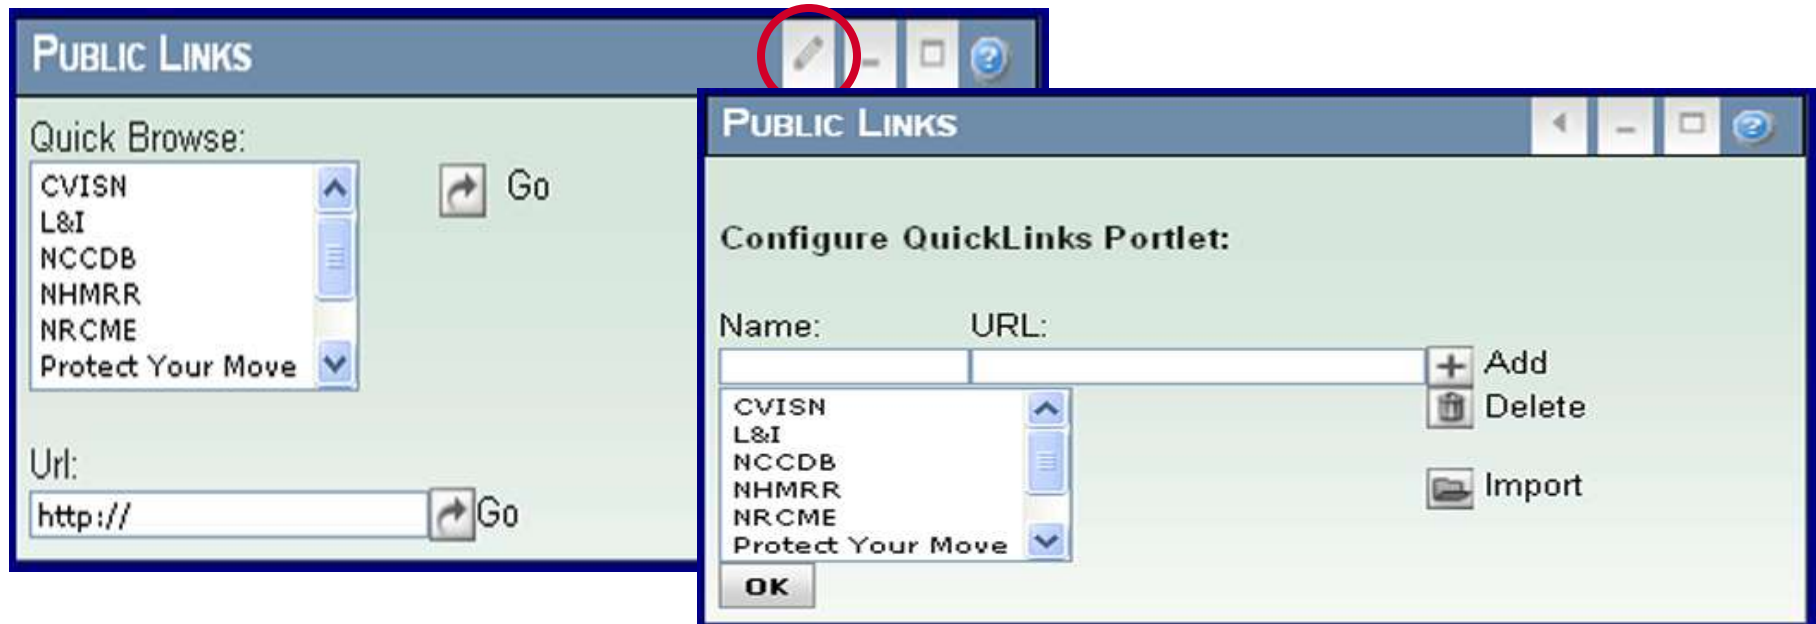 PUBLIC LINKS
Quick Browse:
CVISN
L&I
NCCDB
NHMRR
NRCME
Protect Your Move
Go
Url:
http://
Go
PUBLIC LINKS
Configure QuickLinks Portlet:
Name: URL:
Add
Delete
Import
CVISN
L&I
NCCDB
NHMRR
NRCME
Protect Your Move
OK